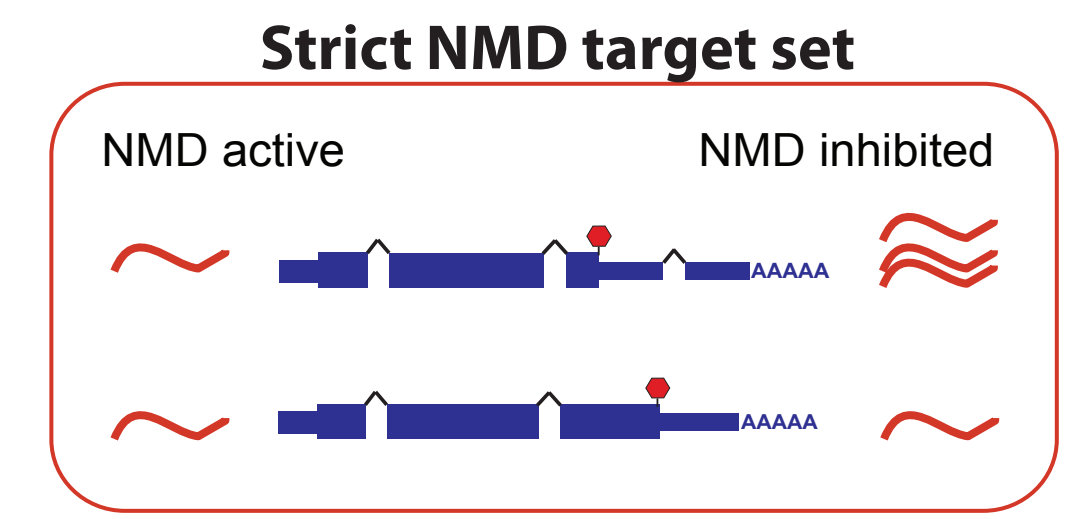 Strict NMD target set
NMD active
NMD inhibited
AAAAA
AAAAA